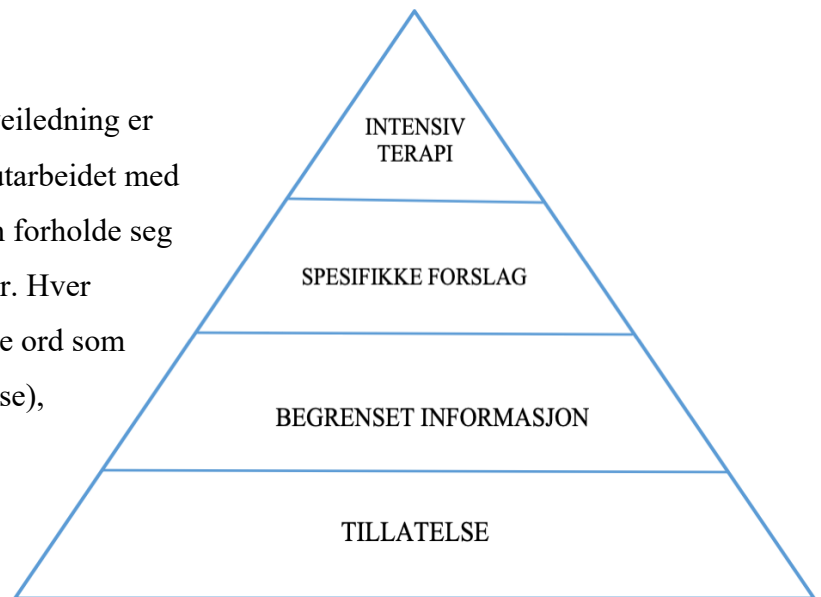 eiledning er
utarbeidet med
forholde seg
r. Hver
e ord som
se),
INTENSIV
TERAPI
SPESIFIKKE FORSLAG
BEGRENSET INFORMASJON
TILLATELSE